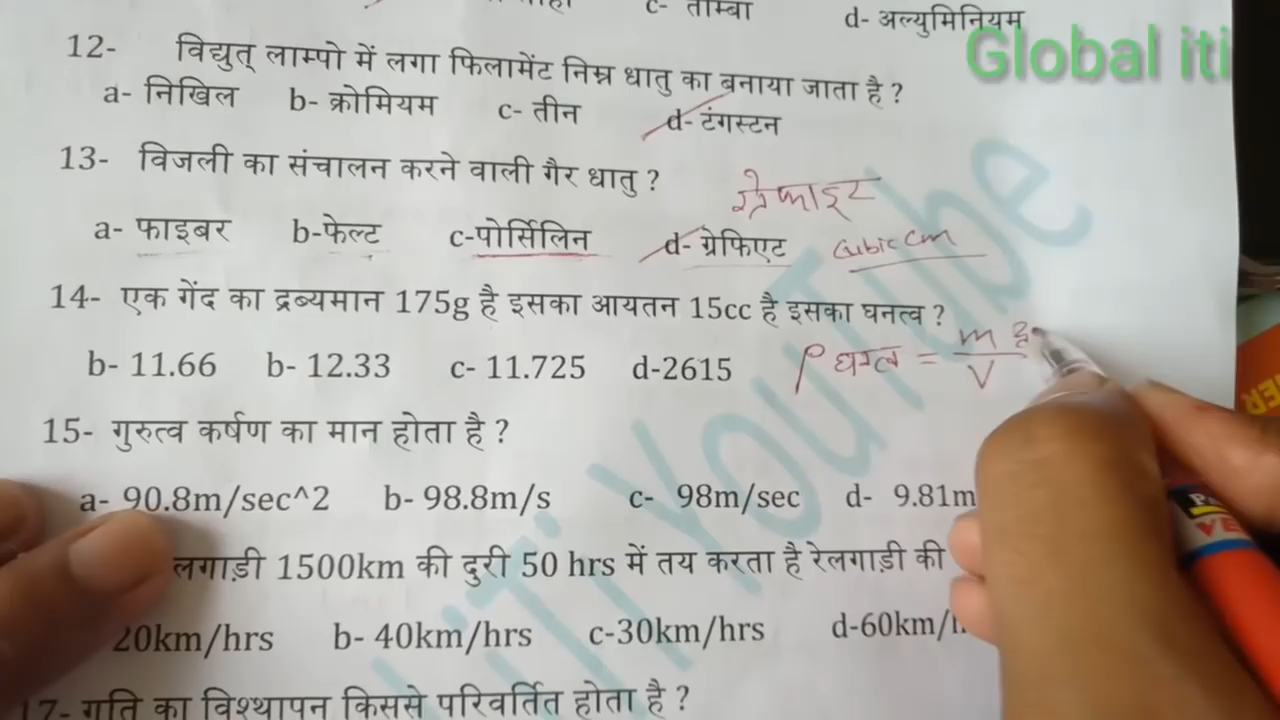 c- ताम्बा d- अल्युमिनियम
Global iti
12- विद्युत् लाम्पो में लगा फिलामेंट निम्न धातु का बनाया जाता है ?
a- निखिल b- क्रोमियम c- तीन d- टंगस्टन
13- विजली का संचालन करने वाली गैर धातु ?
ग्रेफाइट
a- फाइबर b-फेल्ट c-पोर्सिलिन d- ग्रेफिएट cubic cm
14- एक गेंद का द्रब्यमान 175g है इसका आयतन 15cc है इसका घनत्व ?
b- 11.66 b- 12.33 c- 11.725 d-2615 ρ घनत्व = m/V
15- गुरुत्व कर्षण का मान होता है ?
a- 90.8m/sec^2 b- 98.8m/s c- 98m/sec d- 9.81m
लगाड़ी 1500km की दुरी 50 hrs में तय करता है रेलगाड़ी की
20km/hrs b- 40km/hrs c-30km/hrs d-60km/h
17- गति का विश्थापन किससे परिवर्तित होता है ?
YouTube